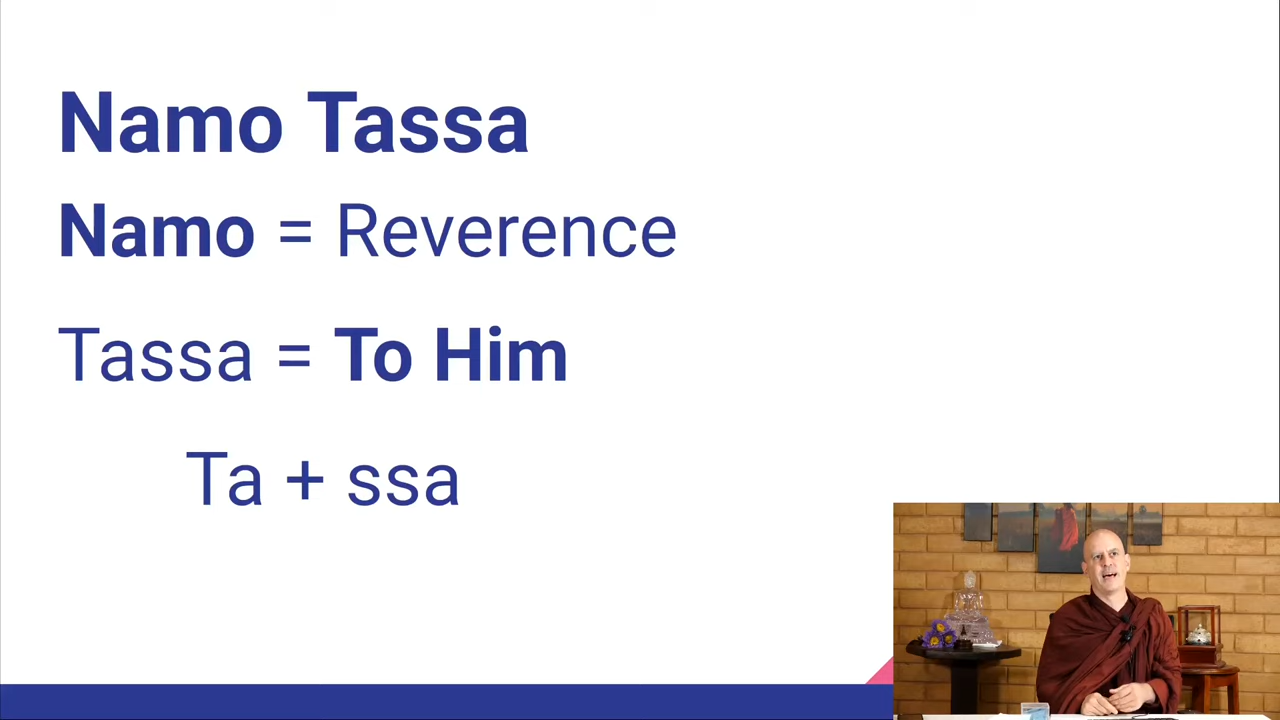 Namo Tassa
Namo = Reverence
Tassa = To Him
Ta + ssa